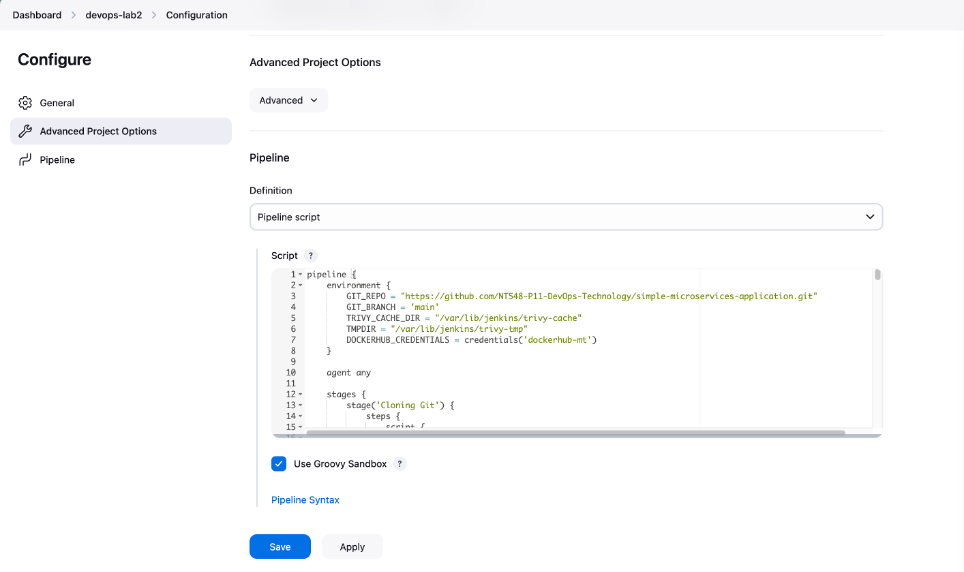 Dashboard > devops-lab2 > Configuration
Configure
General
Advanced Project Options
Pipeline
Advanced Project Options
Advanced
Pipeline
Definition
Pipeline script
Script ?
1 pipeline {
2 environment {
3 GIT_REPO = "https://github.com/NT548-P11-DevOps-Technology/simple-microservices-application.git"
4 GIT_BRANCH = 'main'
5 TRIVY_CACHE_DIR = "/var/lib/jenkins/trivy-cache"
6 TMPDIR = "/var/lib/jenkins/trivy-tmp"
7 DOCKERHUB_CREDENTIALS = credentials('dockerhub-mt')
8 }
9
10 agent any
11
12 stages {
13 stage('Cloning Git') {
14 steps {
15 script {
Use Groovy Sandbox ?
Pipeline Syntax
Save Apply